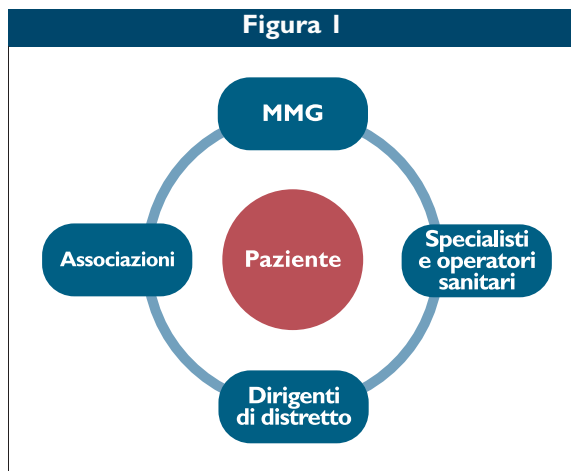 Figura 1
MMG
Associazioni
Paziente
Specialisti
e operatori
sanitari
Dirigenti
di distretto